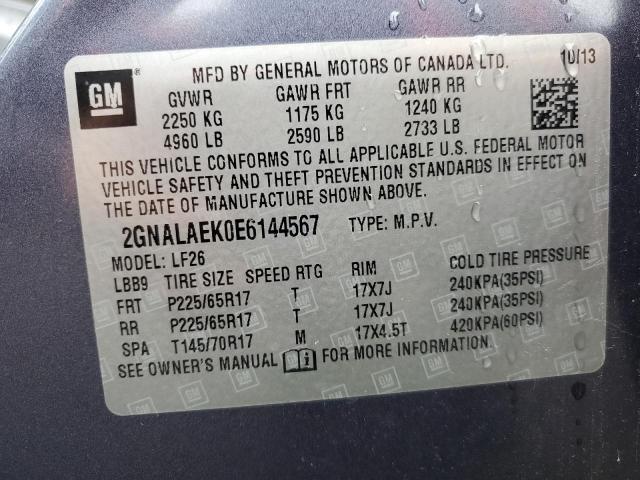 MFD BY GENERAL MOTORS OF CANADA LTD. 10/13
GM
GVWR GAWR FRT GAWR RR
2250 KG 1175 KG 1240 KG
4960 LB 2590 LB 2733 LB
THIS VEHICLE CONFORMS TO ALL APPLICABLE U.S. FEDERAL MOTOR
VEHICLE SAFETY AND THEFT PREVENTION STANDARDS IN EFFECT ON
THE DATE OF MANUFACTURE SHOWN ABOVE.
2GNALAEK0E6144567 TYPE: M.P.V.
MODEL: LF26
LBB9 TIRE SIZE SPEED RTG RIM COLD TIRE PRESSURE
FRT P225/65R17 T 17X7J 240KPA(35PSI)
RR P225/65R17 T 17X7J 240KPA(35PSI)
SPA T145/70R17 M 17X4.5T 420KPA(60PSI)
SEE OWNER'S MANUAL FOR MORE INFORMATION.